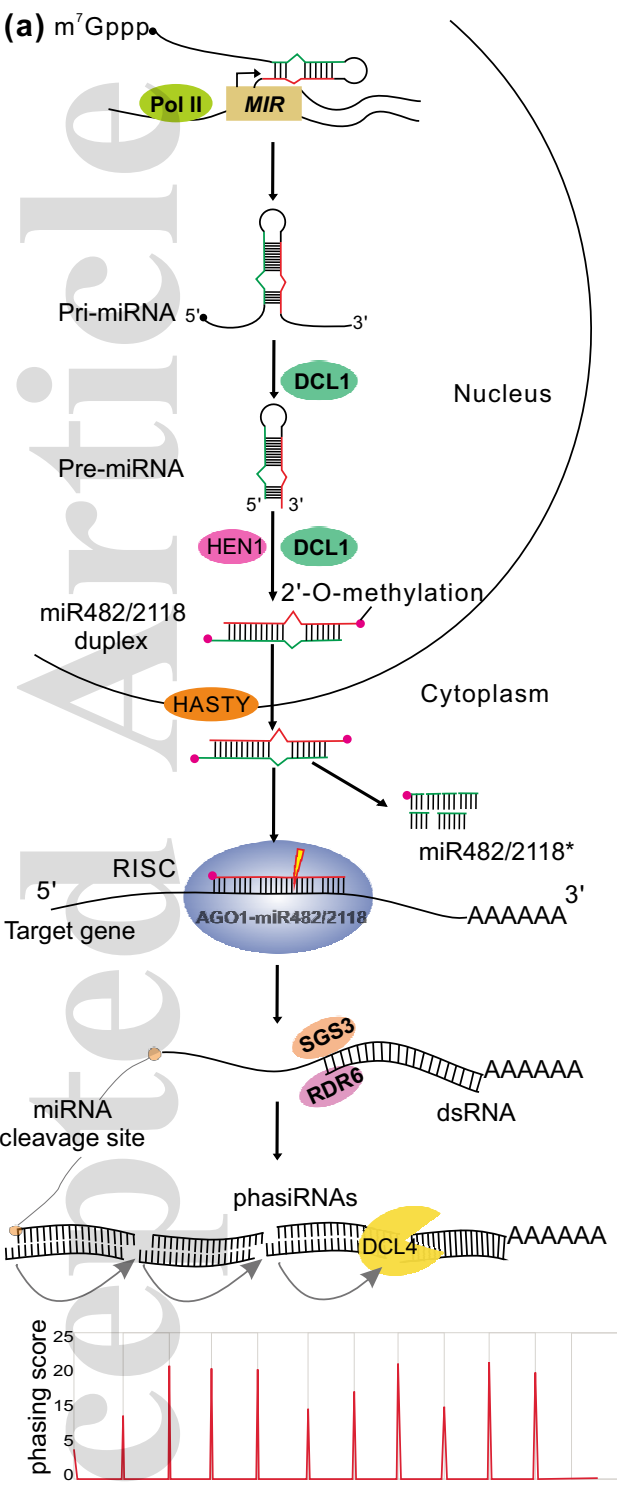 (a) m⁷Gppp
Pol II
MIR
Pri-miRNA 5' 3'
DCL1
Nucleus
Pre-miRNA
5' 3'
HEN1 DCL1
2'-O-methylation
miR482/2118
duplex
HASTY
Cytoplasm
miR482/2118*
RISC
5' 3'
AGO1-miR482/2118
AAAAAA
Target gene
SGS3
RDR6
AAAAAA
dsRNA
miRNA
cleavage site
phasiRNAs
DCL4
AAAAAA
phasing score
25
20
15
5
0
cepted Article